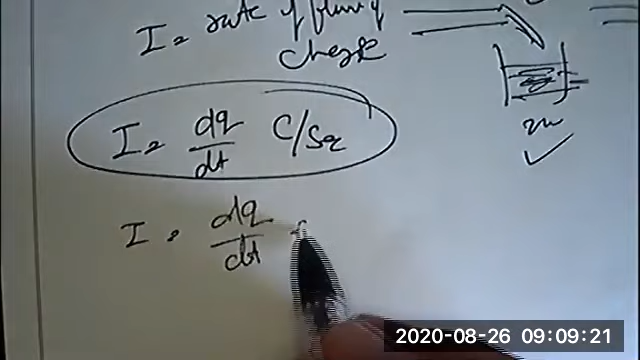 I = rate of flow of
charge
I = dq/dt C/sec
I = dq/dt
2020-08-26 09:09:21